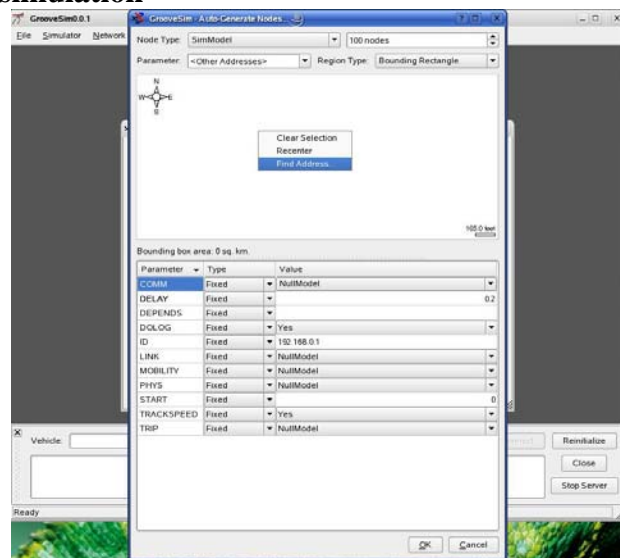 simulation
GrooveSim0.0.1
GrooveSim - Auto-Generate Nodes
File Simulator Network
Node Type: SimModel 100 nodes
Parameter: <Other Addresses> Region Type: Bounding Rectangle
N
W E
S
Clear Selection
Recenter
Find Address...
Bounding box area: 0 sq. km.
Parameter Type Value
COMM Fixed NullModel
DELAY Fixed 0.2
DEPENDS Fixed
DOLOG Fixed Yes
ID Fixed 192.168.0.1
LINK Fixed NullModel
MOBILITY Fixed NullModel
PHYS Fixed NullModel
START Fixed 0
TRACKSPEED Fixed Yes
TRIP Fixed NullModel
Vehicle: Reinitialize
Close
Stop Server
Ready
OK Cancel